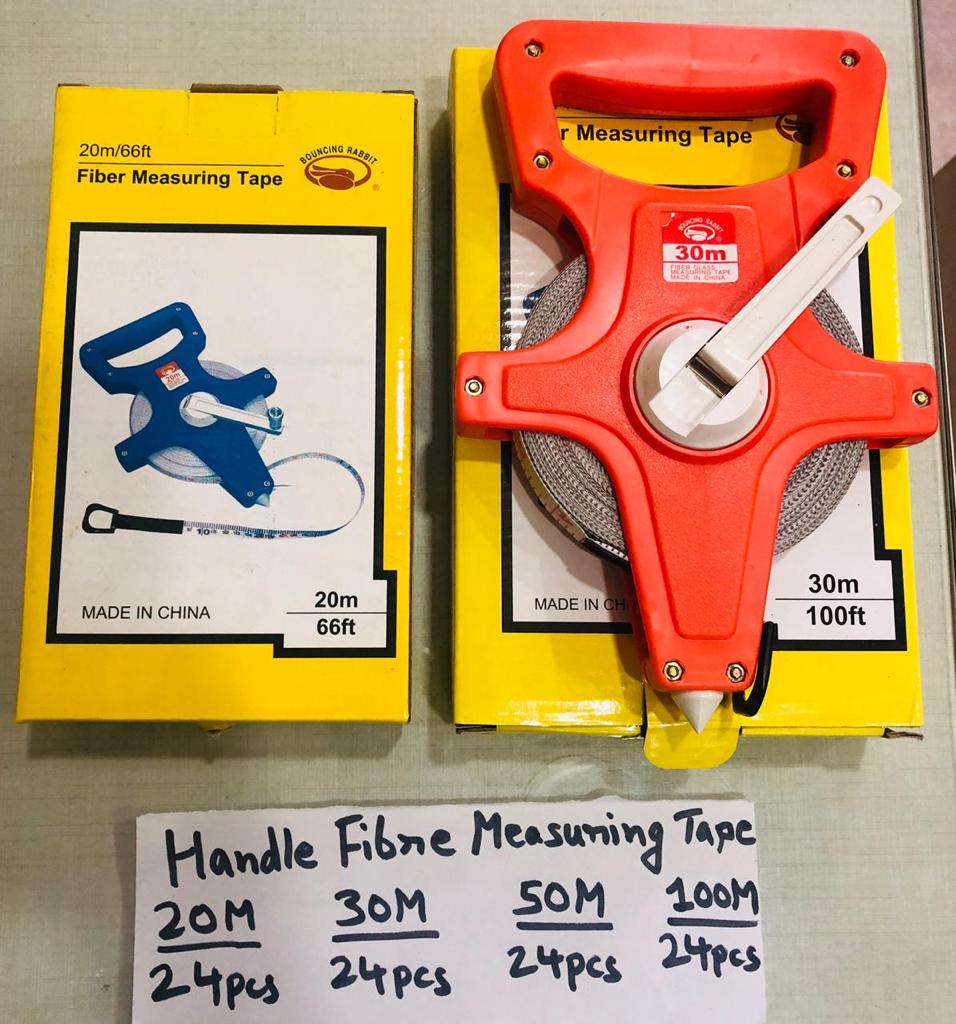 20m/66ft
Fiber Measuring Tape
BOUNCING RABBIT
®
20m
10
MADE IN CHINA
20m
66ft
r Measuring Tape
BOUNCING RABBIT
®
30m
FIBER GLASS
MEASURING TAPE
MADE IN CHINA
MADE IN CH
30m
100ft
Handle Fibre Measuring Tape
20M 30M 50M 100M
24pcs 24pcs 24pcs 24pcs